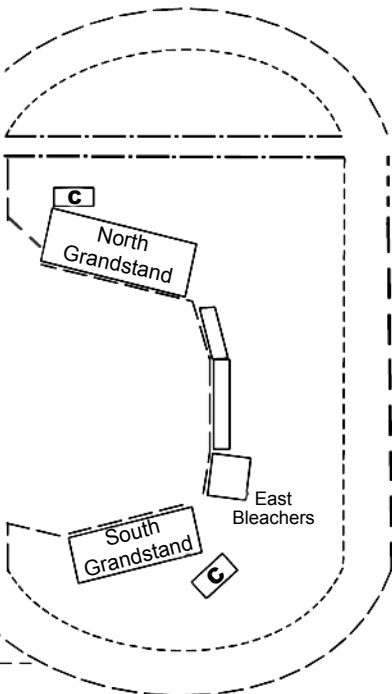 C
North
Grandstand
East
Bleachers
South
Grandstand
C